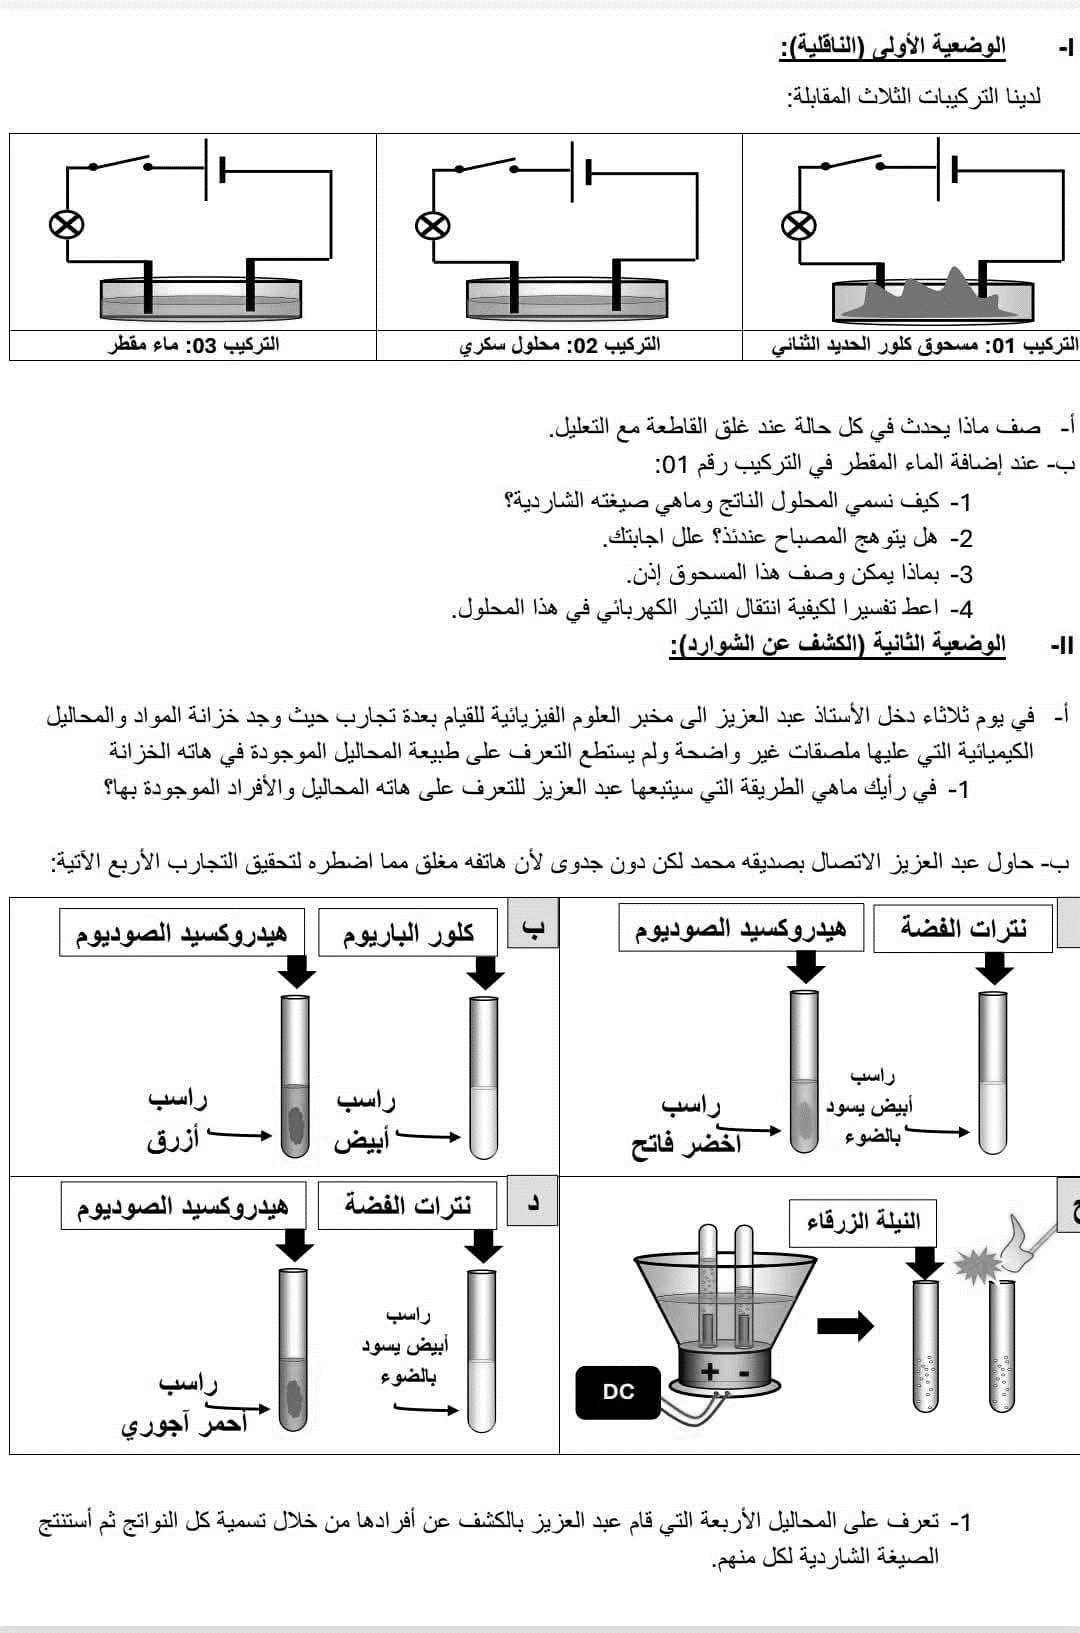 I- الوضعية الأولى (الناقلية):
لدينا التركيبات الثلاث المقابلة:
التركيب 01: مسحوق كلور الحديد الثنائي
التركيب 02: محلول سكري
التركيب 03: ماء مقطر
أ- صف ماذا يحدث في كل حالة عند غلق القاطعة مع التعليل.
ب- عند إضافة الماء المقطر في التركيب رقم 01:
1- كيف نسمي المحلول الناتج وماهي صيغته الشاردية؟
2- هل يتوهج المصباح عندئذ؟ علل اجابتك.
3- بماذا يمكن وصف هذا المسحوق إذن.
4- اعط تفسيرا لكيفية انتقال التيار الكهربائي في هذا المحلول.
II- الوضعية الثانية (الكشف عن الشوارد):
أ- في يوم ثلاثاء دخل الأستاذ عبد العزيز الى مخبر العلوم الفيزيائية للقيام بعدة تجارب حيث وجد خزانة المواد والمحاليل
الكيميائية التي عليها ملصقات غير واضحة ولم يستطع التعرف على طبيعة المحاليل الموجودة في هاته الخزانة
1- في رأيك ماهي الطريقة التي سيتبعها عبد العزيز للتعرف على هاته المحاليل والأفراد الموجودة بها؟
ب- حاول عبد العزيز الاتصال بصديقه محمد لكن دون جدوى لأن هاتفه مغلق مما اضطره لتحقيق التجارب الأربع الآتية:
نترات الفضة
هيدروكسيد الصوديوم
راسب
أبيض يسود
بالضوء
راسب
اخضر فاتح
ب
كلور الباريوم
هيدروكسيد الصوديوم
راسب
أبيض
راسب
أزرق
ج
النيلة الزرقاء
+ -
DC
د
نترات الفضة
هيدروكسيد الصوديوم
راسب
أبيض يسود
بالضوء
راسب
أحمر آجوري
1- تعرف على المحاليل الأربعة التي قام عبد العزيز بالكشف عن أفرادها من خلال تسمية كل النواتج ثم أستنتج
الصيغة الشاردية لكل منهم.